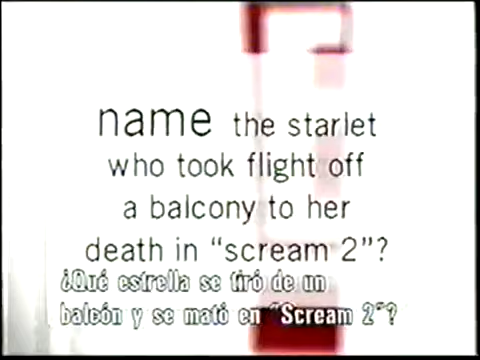 name the starlet
who took flight off
a balcony to her
death in “scream 2”?
¿Qué estrella se tiró de un
balcón y se mató en "Scream 2"?